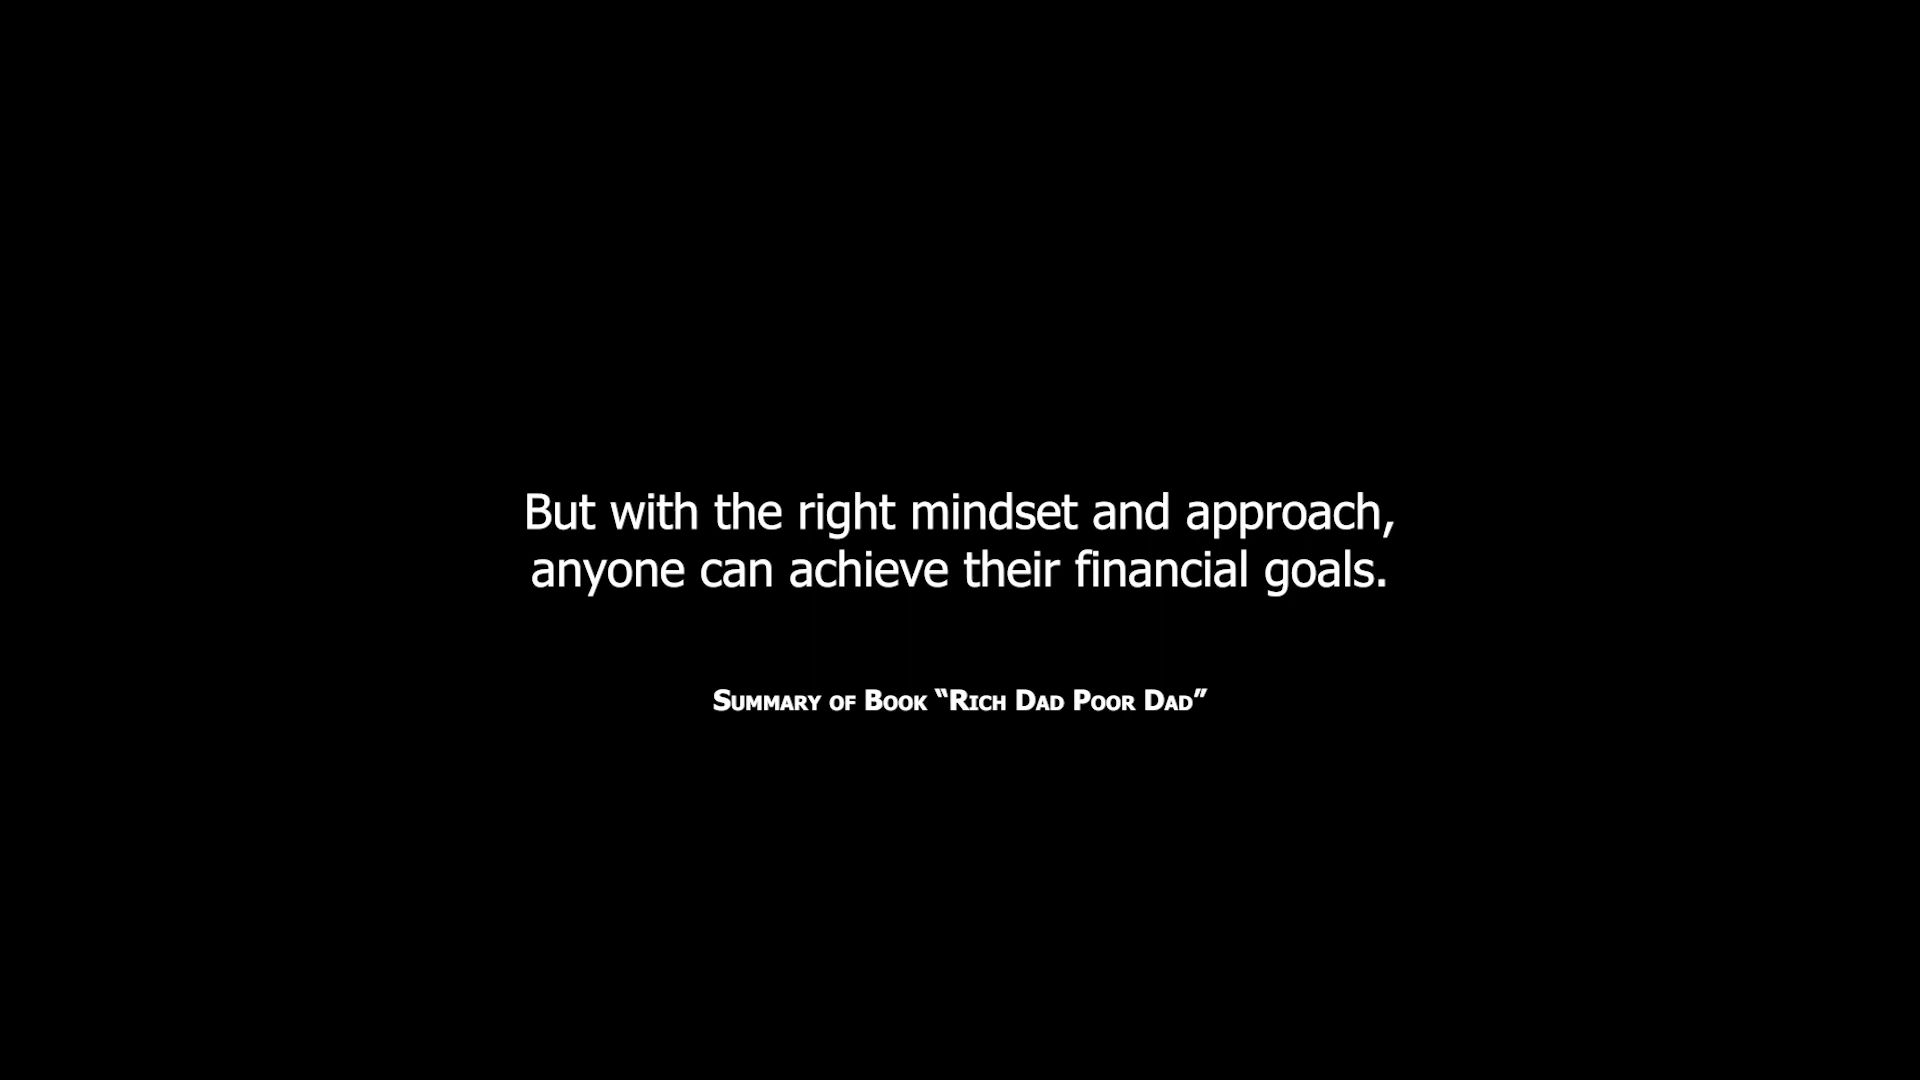 But with the right mindset and approach,
anyone can achieve their financial goals.
Summary of Book “Rich Dad Poor Dad”